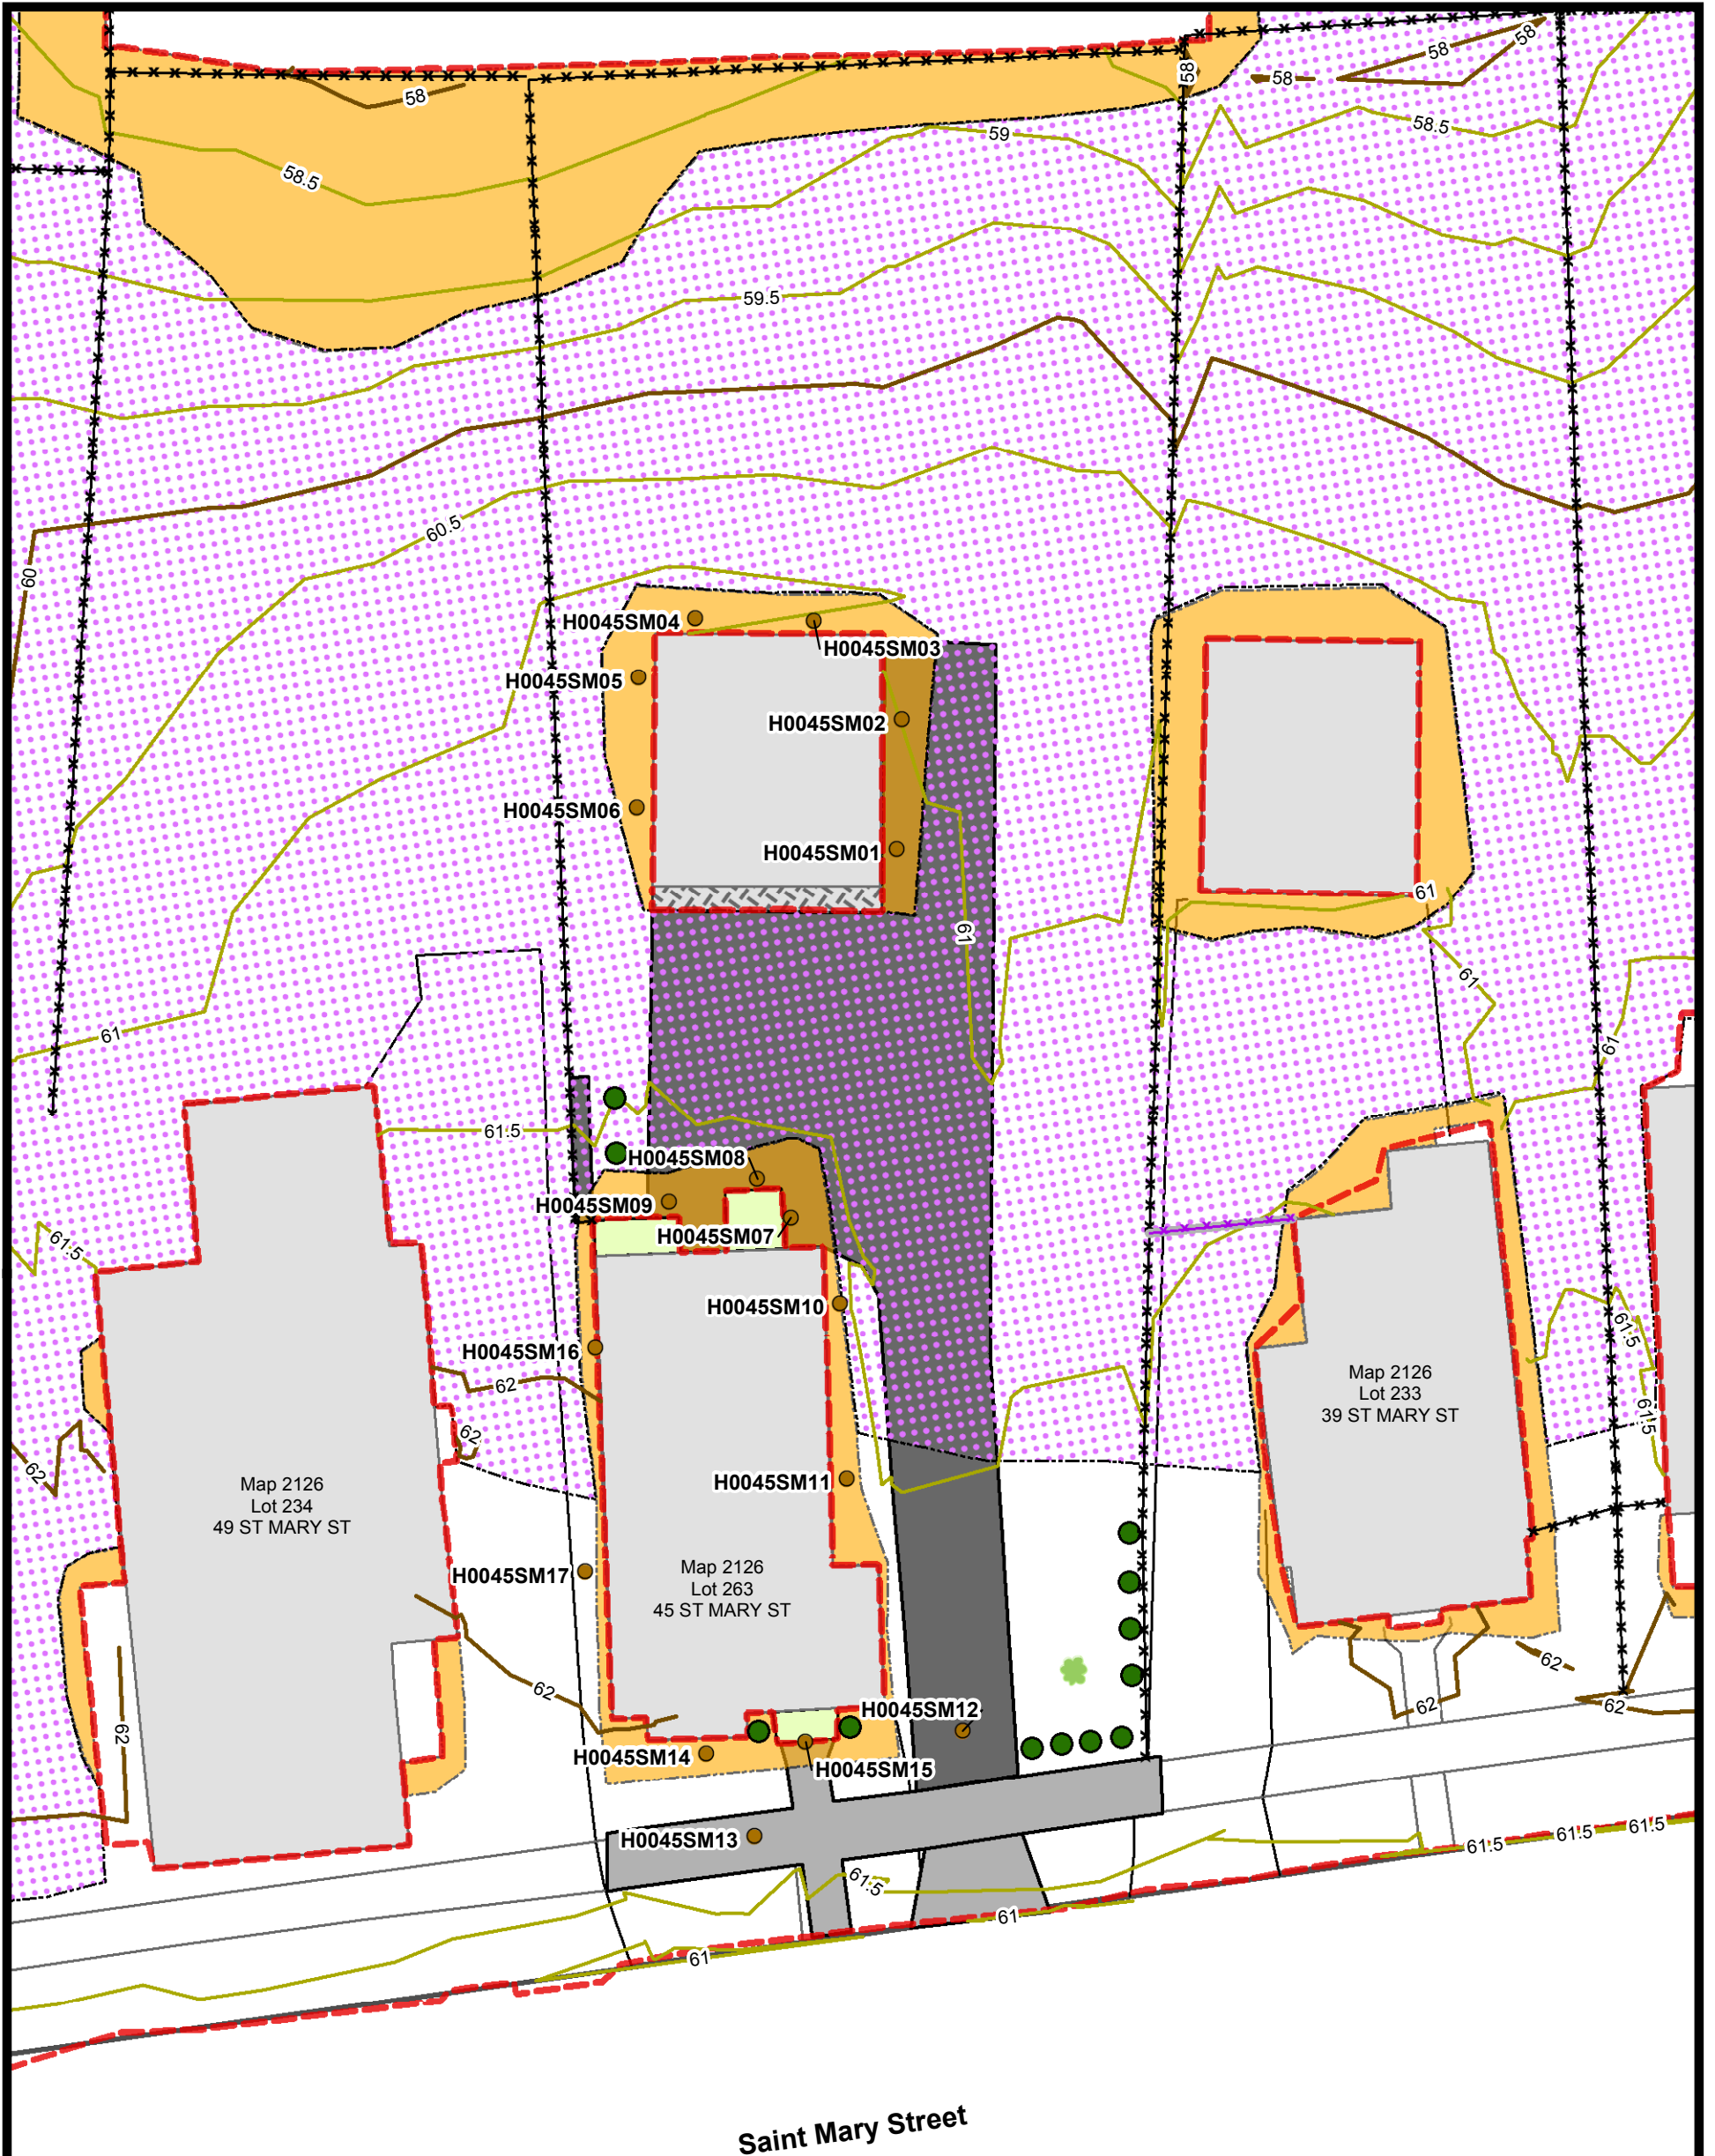 58
58
58
58
58
58.5
59
58.5
59.5
60.5
60
H0045SM04
H0045SM03
H0045SM05
H0045SM02
H0045SM06
H0045SM01
61
61
61
61
61
61.5
H0045SM08
H0045SM09
H0045SM07
61.5
H0045SM10
61.5
H0045SM16
62
Map 2126
Lot 233
39 ST MARY ST
61.5
62
62
H0045SM11
Map 2126
Lot 234
49 ST MARY ST
H0045SM17
Map 2126
Lot 263
45 ST MARY ST
62
62
62
62
62
H0045SM12
H0045SM14
H0045SM15
H0045SM13
61.5
61.5
61.5
61.5
61
61
Saint Mary Street